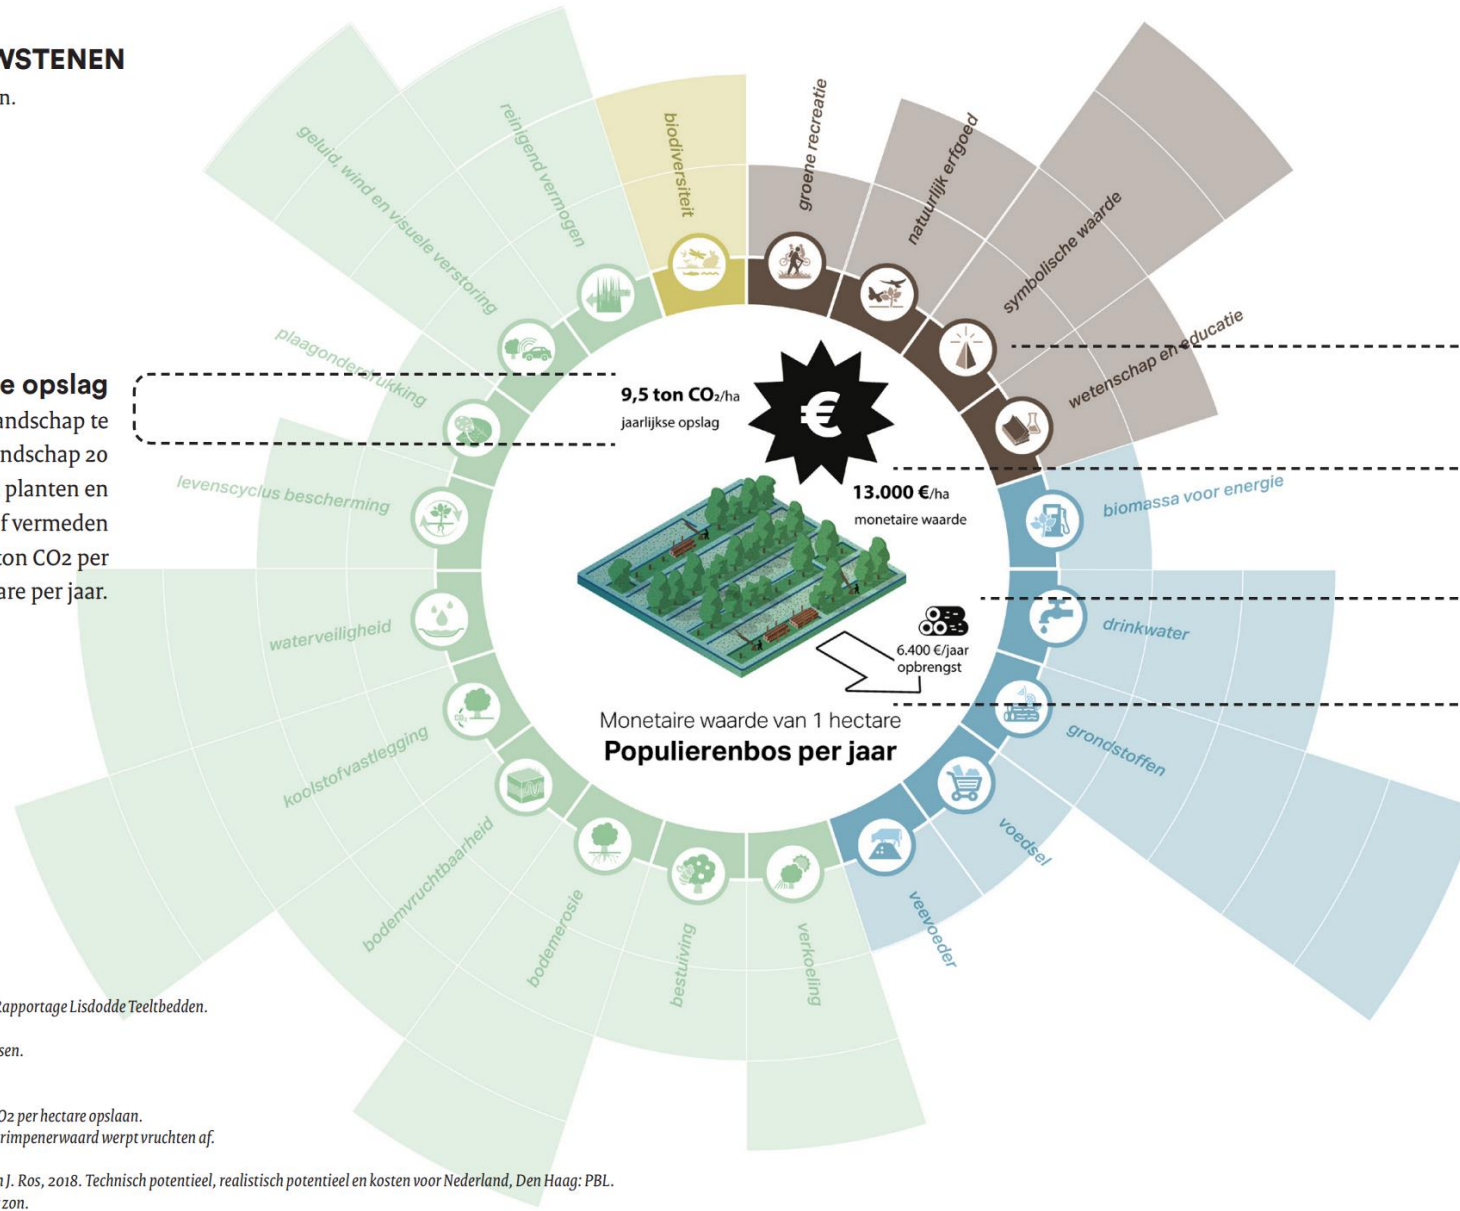 WSTENEN
n.
e opslag
andschap te
ndschap 20
planten en
f vermeden
ton CO2 per
are per jaar.
geluid, wind en visuele verstoring
reinigend vermogen
biodiversiteit
groene recreatie
natuurlijk erfgoed
symbolische waarde
wetenschap en educatie
biomassa voor energie
drinkwater
grondstoffen
voedsel
veevoeder
verkoeling
bestuiving
bodemerosie
bodemvruchtbaarheid
koolstofvastlegging
waterveiligheid
levenscyclus bescherming
plaagonderdrukking
9,5 ton CO₂/ha
jaarlijkse opslag
€
13.000 €/ha
monetaire waarde
6.400 €/jaar
opbrengst
CO₂
Monetaire waarde van 1 hectare
Populierenbos per jaar
Rapportage Lisdodde Teeltbedden.
sen.
O2 per hectare opslaan.
rimpenerwaard werpt vruchten af.
n J. Ros, 2018. Technisch potentieel, realistisch potentieel en kosten voor Nederland, Den Haag: PBL.
zon.